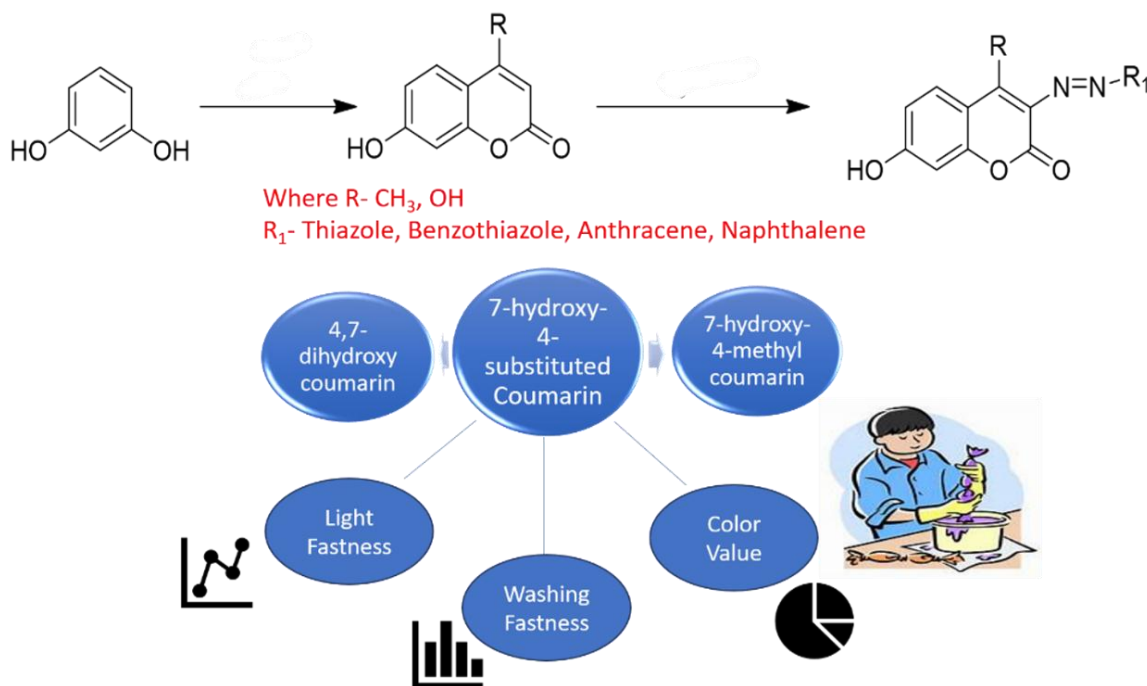 R
HO
OH
HO
O
O
R
N=N
R₁
HO
O
O
Where R- CH₃, OH
R₁- Thiazole, Benzothiazole, Anthracene, Naphthalene
4,7-
dihydroxy
coumarin
7-hydroxy-
4-
substituted
Coumarin
7-hydroxy-
4-methyl
coumarin
Light
Fastness
Washing
Fastness
Color
Value